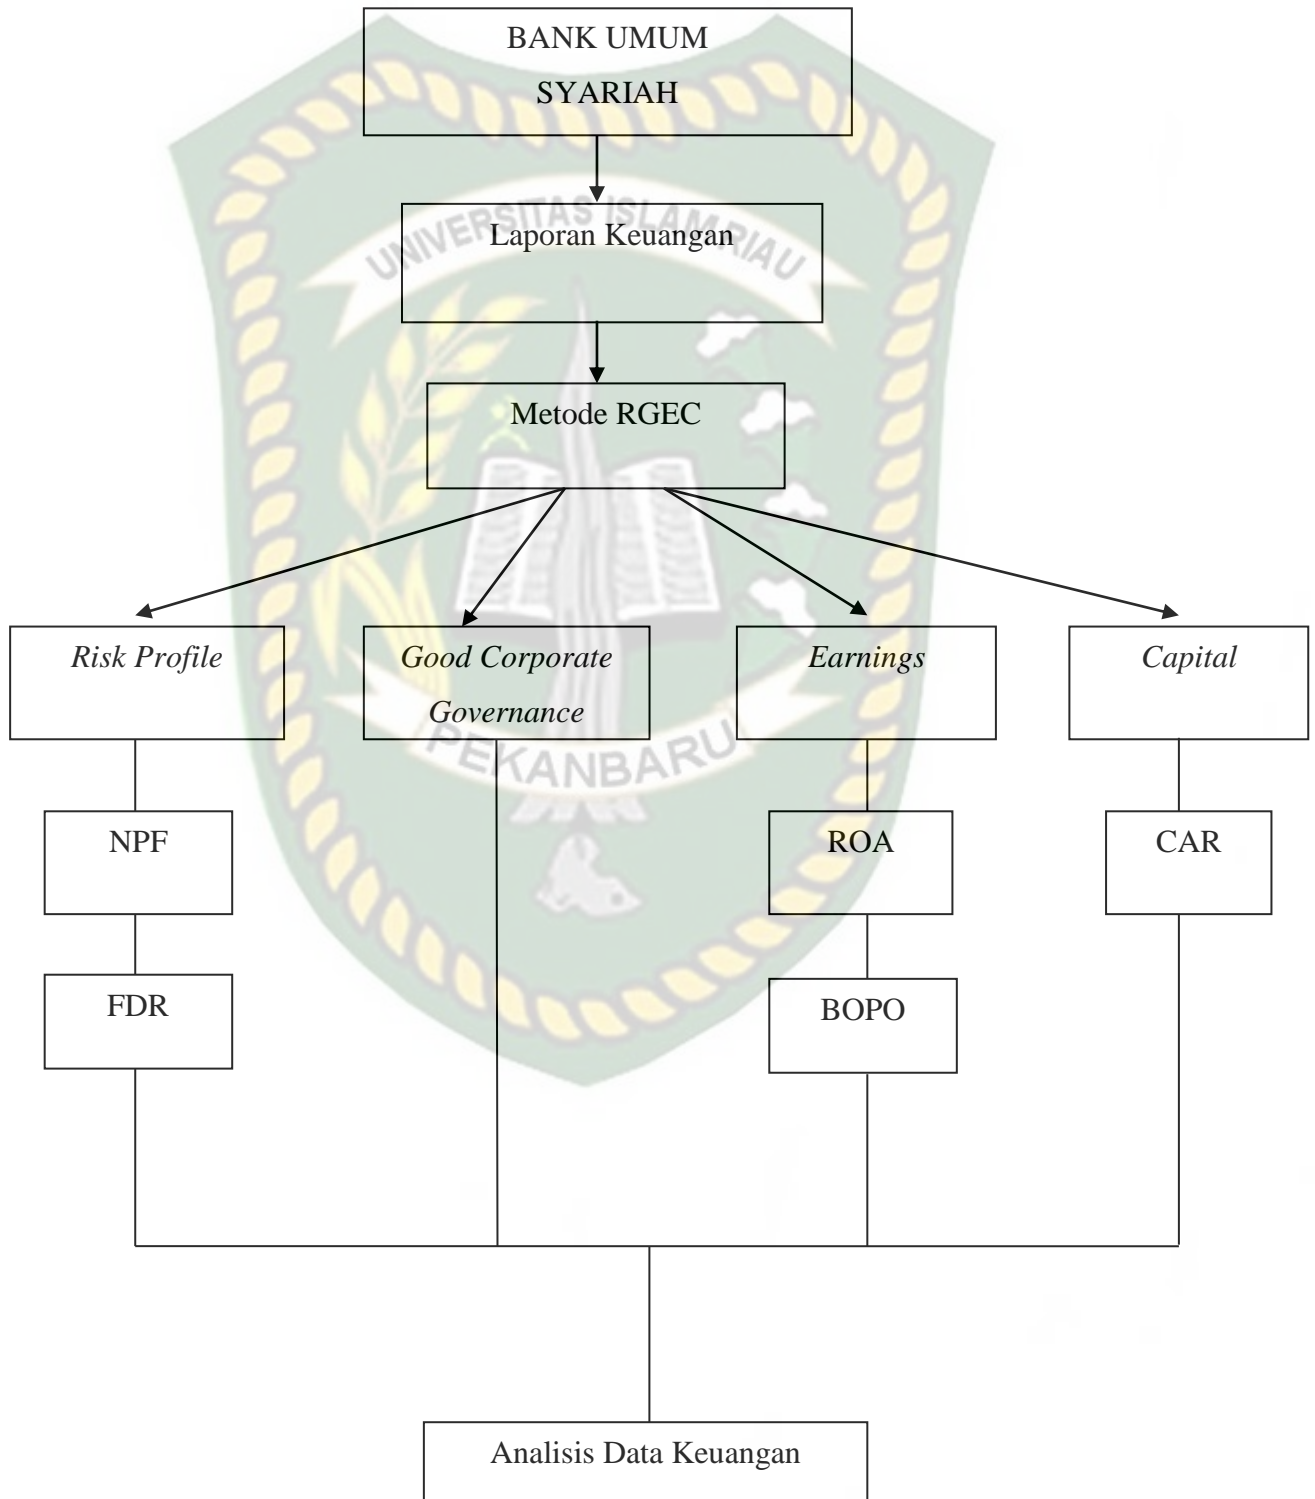 BANK UMUM
SYARIAH
UNIVERSITAS ISLAM RIAU
Laporan Keuangan
Metode RGEC
Risk Profile
Good Corporate
Governance
Earnings
Capital
PEKANBARU
NPF
ROA
CAR
FDR
BOPO
Analisis Data Keuangan